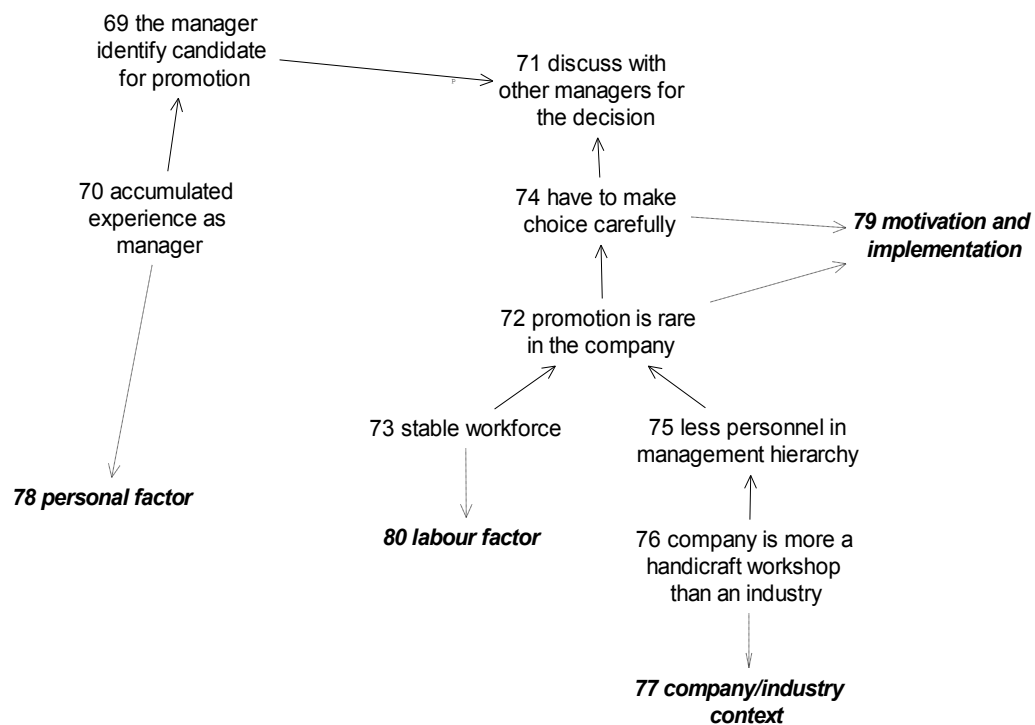 69 the manager
identify candidate
for promotion
71 discuss with
other managers for
the decision
P
70 accumulated
experience as
manager
74 have to make
choice carefully
79 motivation and
implementation
72 promotion is rare
in the company
73 stable workforce
75 less personnel in
management hierarchy
78 personal factor
80 labour factor
76 company is more a
handicraft workshop
than an industry
77 company/industry
context